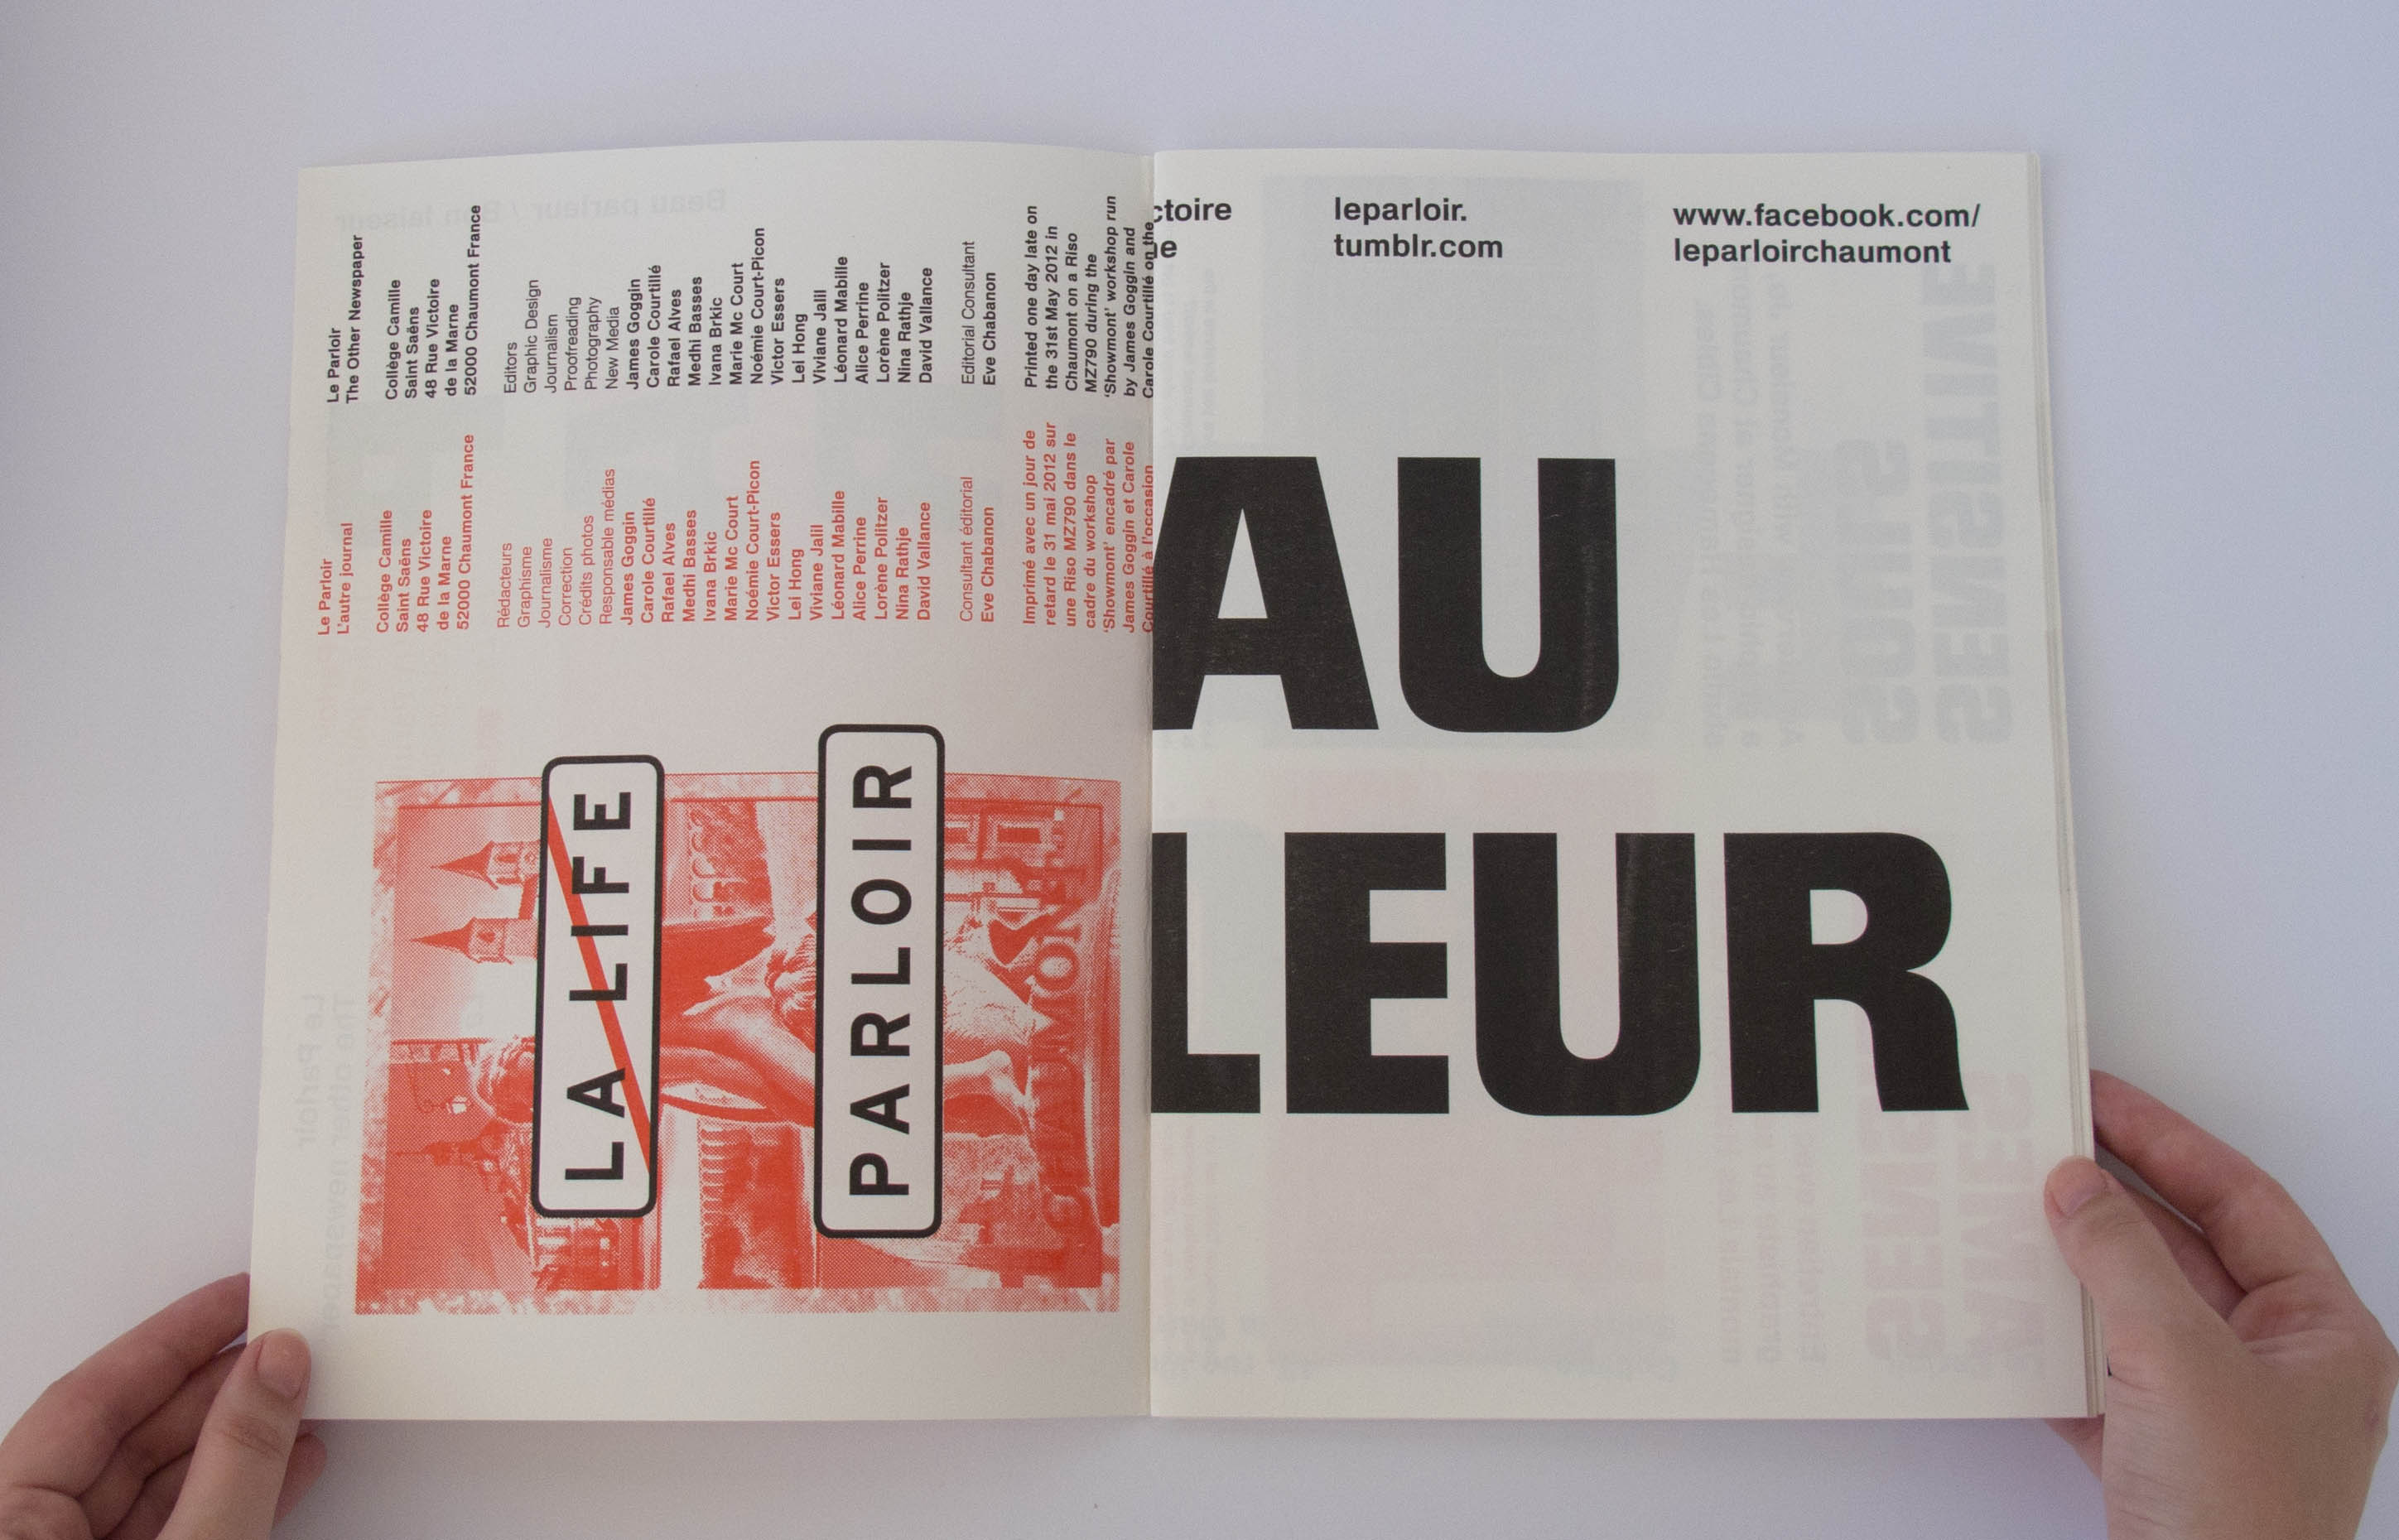 Le Parloir
The Other Newspaper
Collège Camille
Saint Saëns
48 Rue Victoire
de la Marne
52000 Chaumont France
Editors
Graphic Design
Journalism
Proofreading
Photography
New Media
James Goggin
Carole Courtillé
Rafael Alves
Medhi Basses
Ivana Brkic
Marie Mc Court
Noémie Court-Picon
Victor Essers
Lei Hong
Viviane Jalil
Léonard Mabille
Alice Perrine
Lorène Politzer
Nina Rathje
David Vallance
Editorial Consultant
Eve Chabanon
Printed one day late on
the 31st May 2012 in
Chaumont on a Riso
MZ790 during the
‘Showmont’ workshop run
by James Goggin and
Carole Courtillé on the
Le Parloir
L'autre journal
Collège Camille
Saint Saëns
48 Rue Victoire
de la Marne
52000 Chaumont France
Rédacteurs
Graphisme
Journalisme
Correction
Crédits photos
Responsable médias
James Goggin
Carole Courtillé
Rafael Alves
Medhi Basses
Ivana Brkic
Marie Mc Court
Noémie Court-Picon
Victor Essers
Lei Hong
Viviane Jalil
Léonard Mabille
Alice Perrine
Lorène Politzer
Nina Rathje
David Vallance
Consultant éditorial
Eve Chabanon
Imprimé avec un jour de
retard le 31 mai 2012 sur
une Riso MZ790 dans le
cadre du workshop
‘Showmont’ encadré par
James Goggin et Carole
Courtillé à l'occasion
LA LIFE
PARLOIR
CHAUMONT
ctoire
e
leparloir.
tumblr.com
www.facebook.com/
leparloirchaumont
AU
LEUR